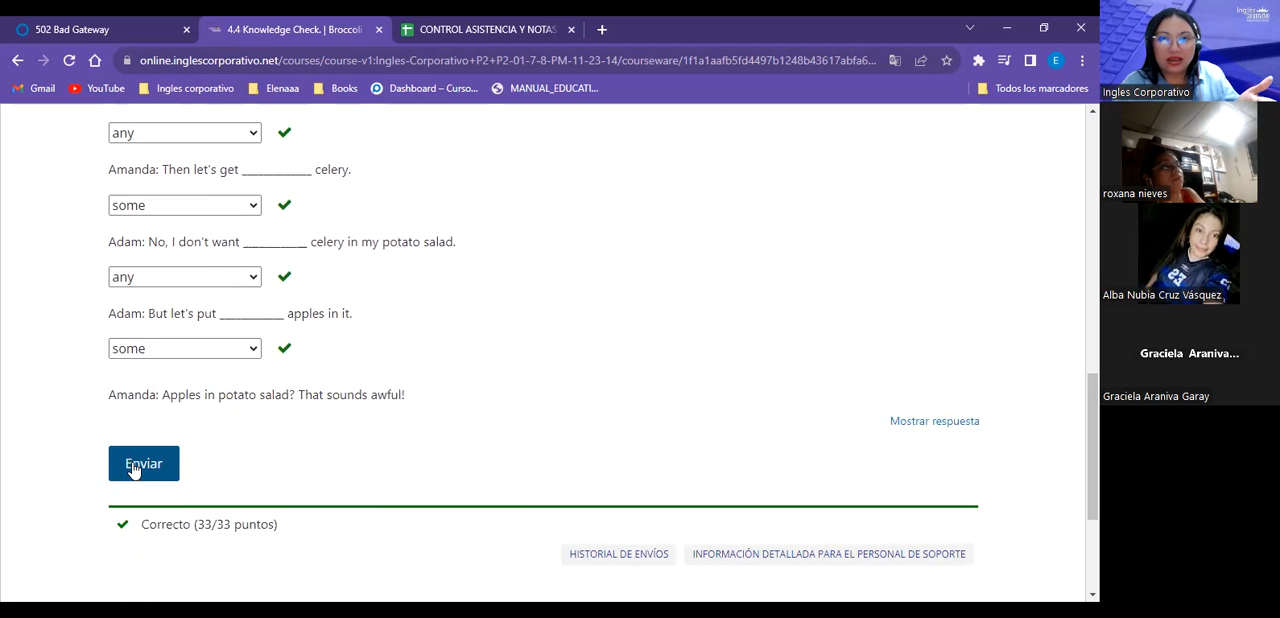 502 Bad Gateway
4.4 Knowledge Check. | Broccoli
CONTROL ASISTENCIA Y NOTAS
online.inglescorporativo.net/courses/course-v1:Ingles-Corporativo+P2+P2-01-7-8-PM-11-23-14/courseware/1f1a1aafb5fd4497b1248b43617abfa6...
E
Gmail
YouTube
Ingles corporativo
Elenaaa
Books
Dashboard – Curso...
MANUAL_EDUCATI...
Todos los marcadores
any
Amanda: Then let's get _____________ celery.
some
Adam: No, I don't want ____________ celery in my potato salad.
any
Adam: But let's put ____________ apples in it.
some
Amanda: Apples in potato salad? That sounds awful!
Mostrar respuesta
Enviar
Correcto (33/33 puntos)
HISTORIAL DE ENVÍOS
INFORMACIÓN DETALLADA PARA EL PERSONAL DE SOPORTE
Ingles Corporativo
roxana nieves
23
Alba Nubia Cruz Vásquez
Graciela Araniva...
Graciela Araniva Garay